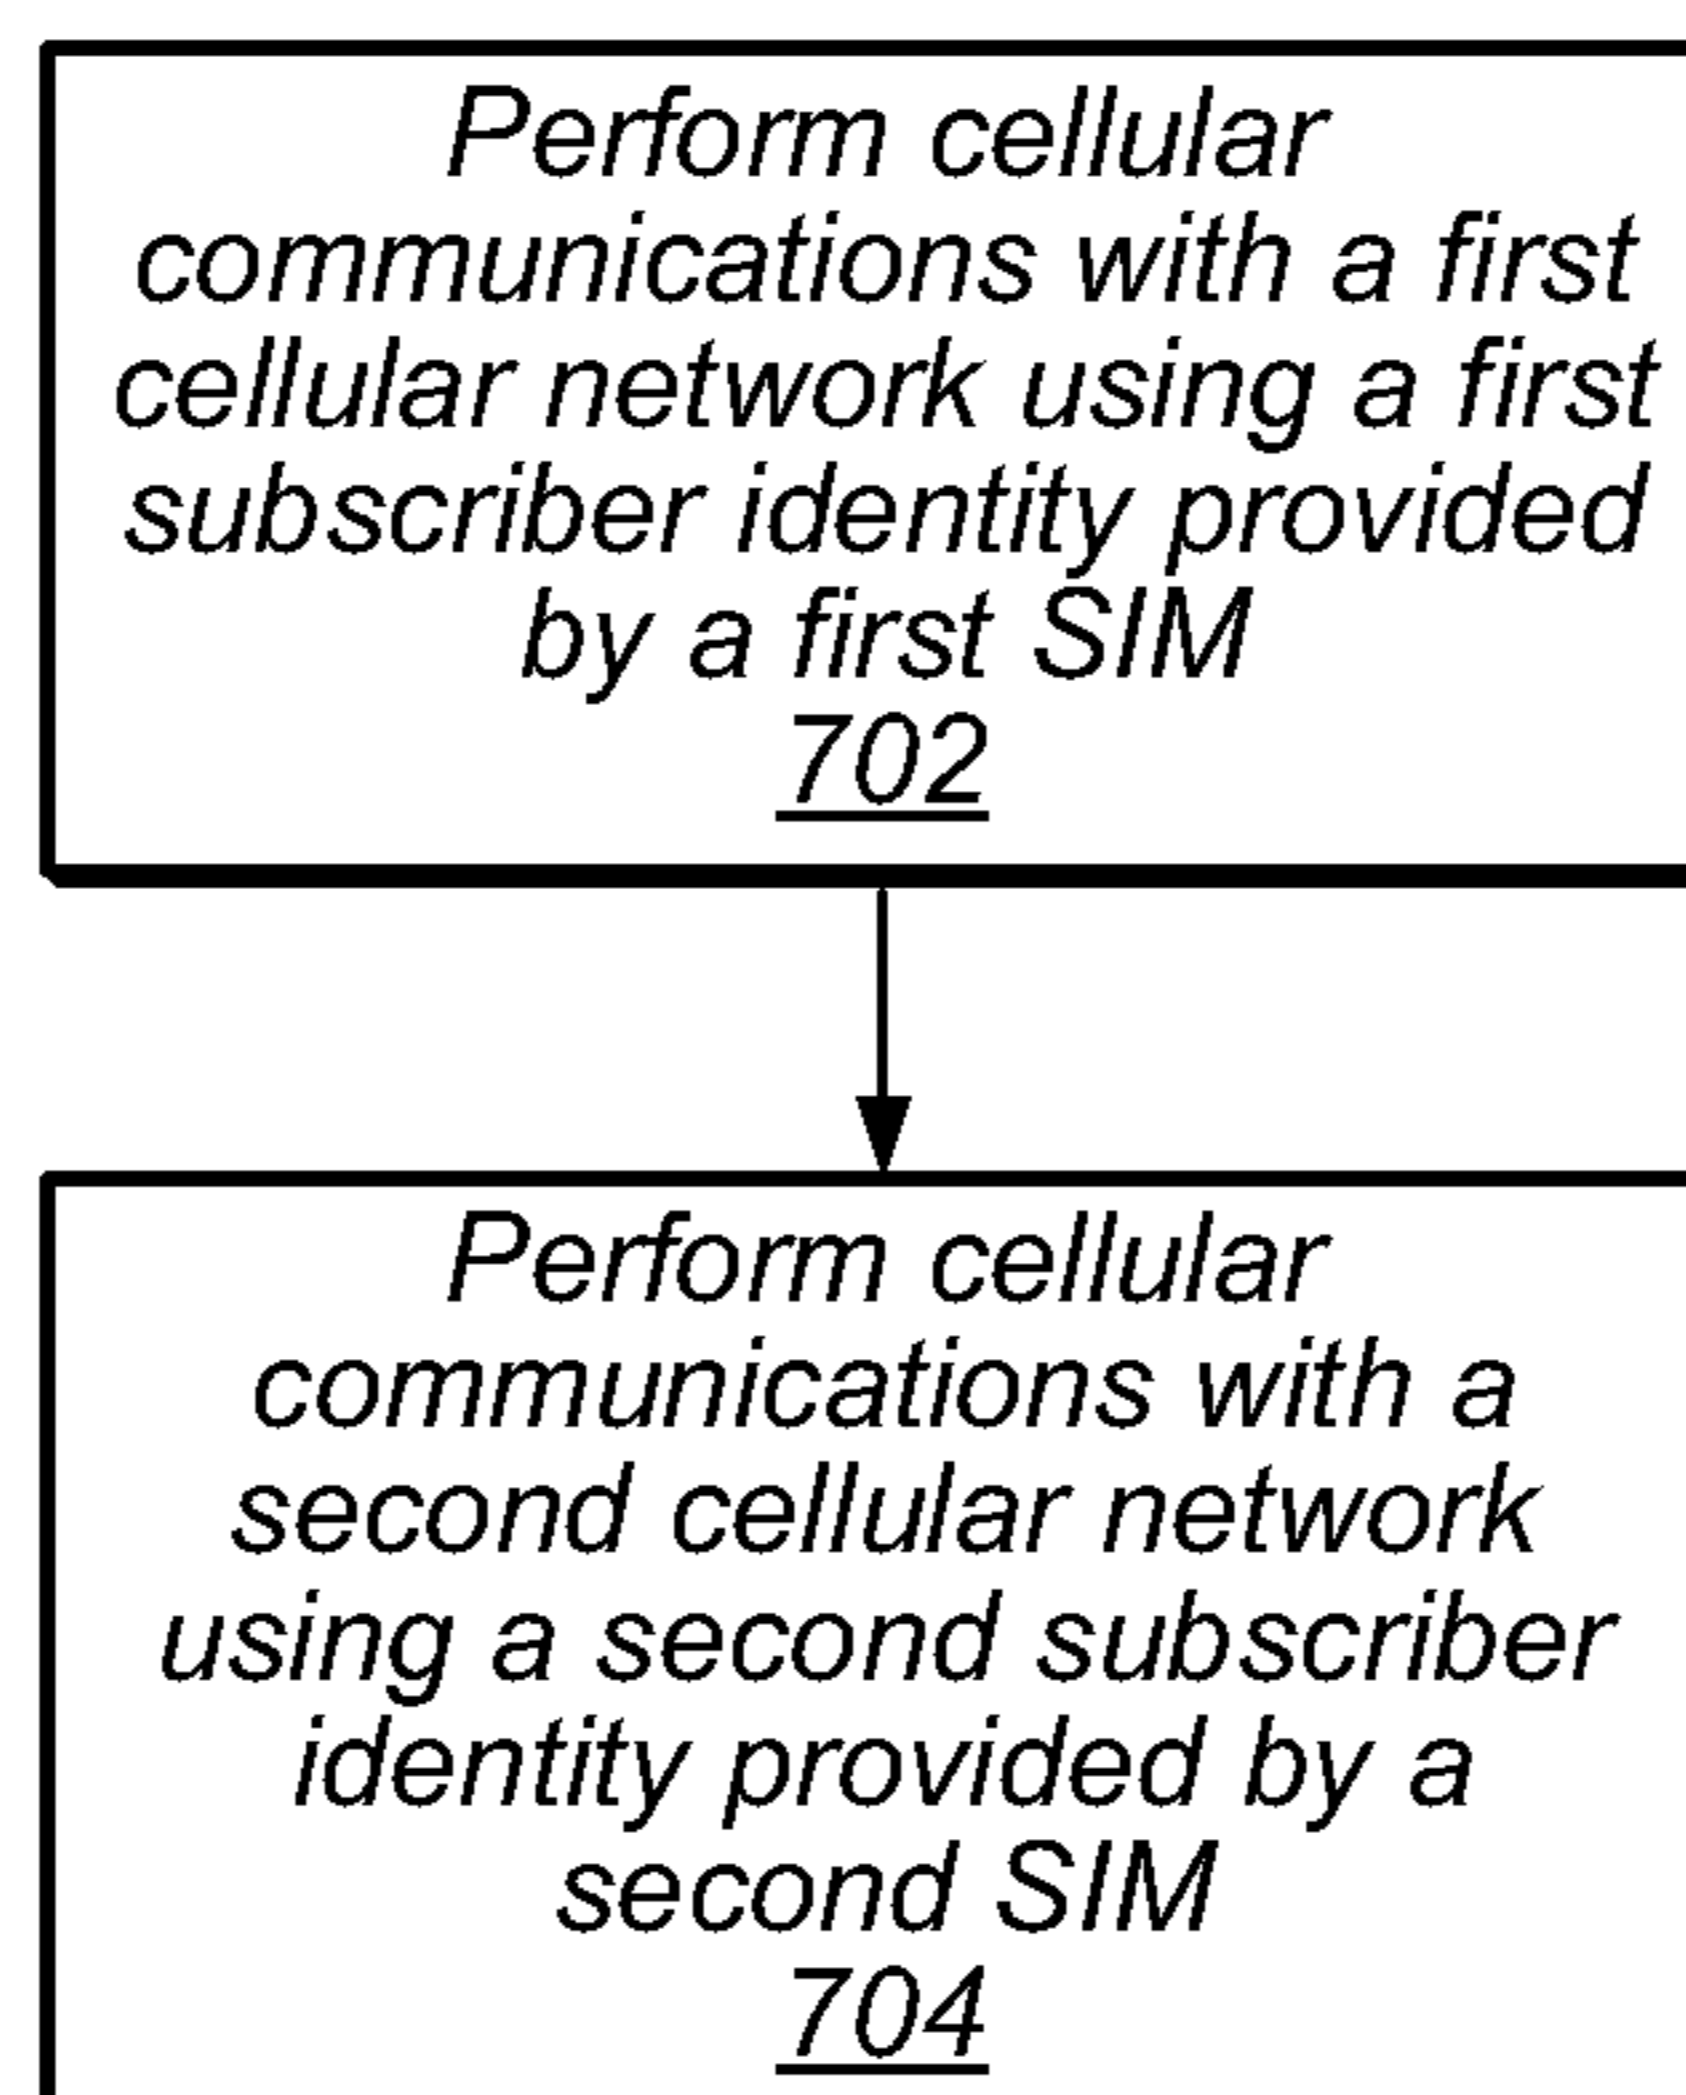 Perform cellular
communications with a first
cellular network using a first
subscriber identity provided
by a first SIM
702
Perform cellular
communications with a
second cellular network
using a second subscriber
identity provided by a
second SIM
704